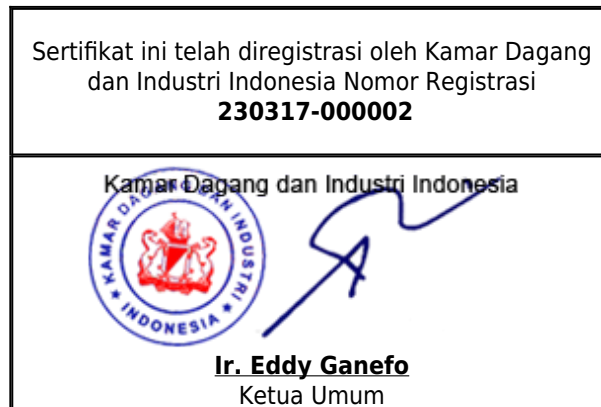 Sertifikat ini telah diregistrasi oleh Kamar Dagang
dan Industri Indonesia Nomor Registrasi
230317-000002
Kamar Dagang dan Industri Indonesia
KAMAR DAGANG DAN INDUSTRI
★ INDONESIA ★
Ir. Eddy Ganefo
Ketua Umum